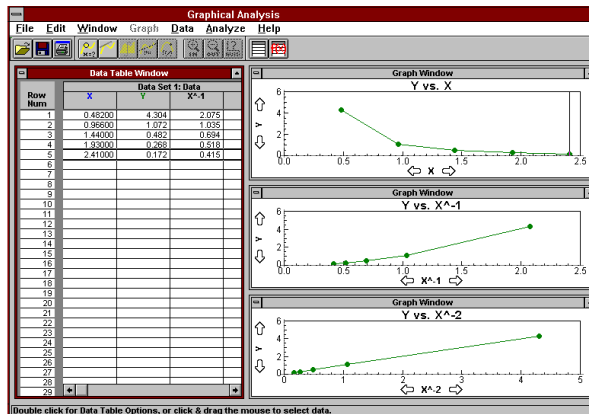 Graphical Analysis
File Edit Window Graph Data Analyze Help
Data Table Window
Data Set 1: Data
Row Num X Y X^-1
1 0.48200 4.304 2.075
2 0.96600 1.072 1.035
3 1.44000 0.482 0.694
4 1.93000 0.268 0.518
5 2.41000 0.172 0.415
6
7
8
9
10
11
12
13
14
15
16
17
18
19
20
21
22
23
24
25
26
27
28
29
Graph Window
Y vs. X
6
4
2
0.0 0.5 1.0 1.5 2.0 2.5
Y
X
Graph Window
Y vs. X^-1
6
4
2
0.0 0.5 1.0 1.5 2.0 2.5
Y
X^-1
Graph Window
Y vs. X^-2
6
4
2
0 1 2 3 4 5
Y
X^-2
Double click for Data Table Options, or click & drag the mouse to select data.